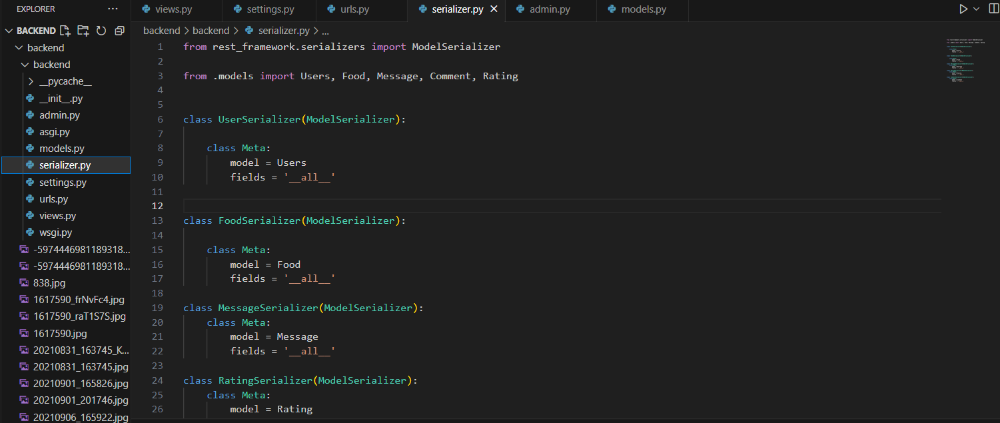 EXPLORER
views.py
settings.py
urls.py
serializer.py
admin.py
models.py
BACKEND
backend > backend > serializer.py > ...
backend
backend
__pycache__
__init__.py
admin.py
asgi.py
models.py
serializer.py
settings.py
urls.py
views.py
wsgi.py
-5974446981189318...
-5974446981189318...
838.jpg
1617590_frNvFc4.jpg
1617590_raT1S7S.jpg
1617590.jpg
20210831_163745_K...
20210831_163745.jpg
20210901_165826.jpg
20210901_201746.jpg
20210906_165922.jpg
1 from rest_framework.serializers import ModelSerializer
2
3 from .models import Users, Food, Message, Comment, Rating
4
5
6 class UserSerializer(ModelSerializer):
7
8 class Meta:
9 model = Users
10 fields = '__all__'
11
12
13 class FoodSerializer(ModelSerializer):
14
15 class Meta:
16 model = Food
17 fields = '__all__'
18
19 class MessageSerializer(ModelSerializer):
20 class Meta:
21 model = Message
22 fields = '__all__'
23
24 class RatingSerializer(ModelSerializer):
25 class Meta:
26 model = Rating